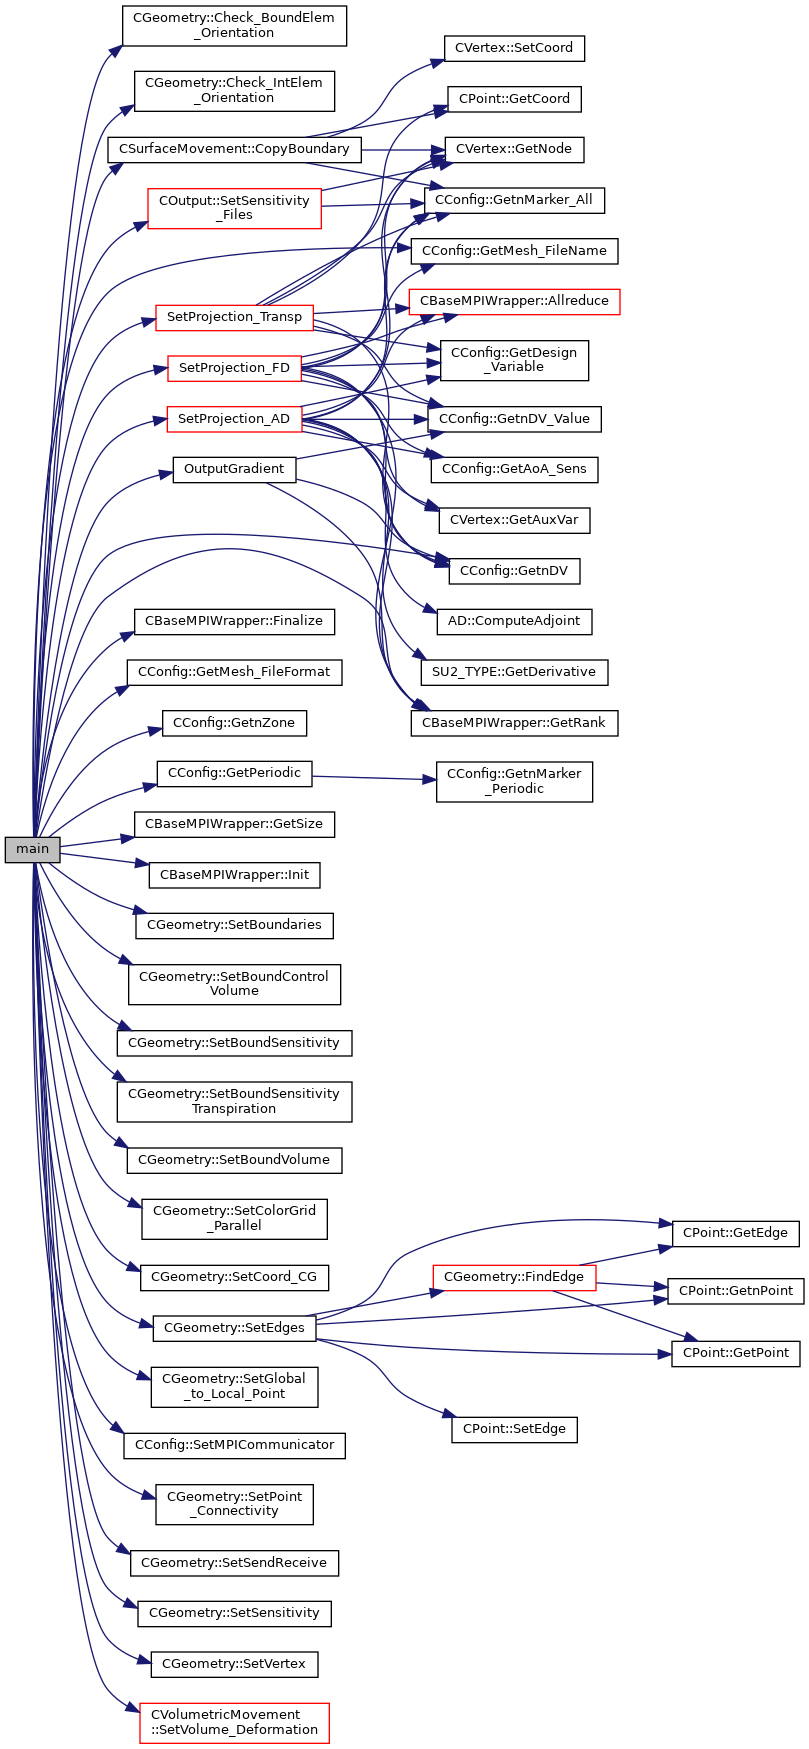 main
CGeometry::Check_BoundElem
_Orientation
CGeometry::Check_IntElem
_Orientation
CSurfaceMovement::CopyBoundary
COutput::SetSensitivity
_Files
SetProjection_Transp
SetProjection_FD
SetProjection_AD
OutputGradient
CBaseMPIWrapper::Finalize
CConfig::GetMesh_FileFormat
CConfig::GetnZone
CConfig::GetPeriodic
CBaseMPIWrapper::GetSize
CBaseMPIWrapper::Init
CGeometry::SetBoundaries
CGeometry::SetBoundControl
Volume
CGeometry::SetBoundSensitivity
CGeometry::SetBoundSensitivity
Transpiration
CGeometry::SetBoundVolume
CGeometry::SetColorGrid
_Parallel
CGeometry::SetCoord_CG
CGeometry::SetEdges
CGeometry::SetGlobal
_to_Local_Point
CConfig::SetMPICommunicator
CGeometry::SetPoint
_Connectivity
CGeometry::SetSendReceive
CGeometry::SetSensitivity
CGeometry::SetVertex
CVolumetricMovement
::SetVolume_Deformation
CVertex::SetCoord
CPoint::GetCoord
CVertex::GetNode
CConfig::GetnMarker_All
CConfig::GetMesh_FileName
CBaseMPIWrapper::Allreduce
CConfig::GetDesign
_Variable
CConfig::GetnDV_Value
CConfig::GetAoA_Sens
CVertex::GetAuxVar
CConfig::GetnDV
AD::ComputeAdjoint
SU2_TYPE::GetDerivative
CBaseMPIWrapper::GetRank
CConfig::GetnMarker
_Periodic
CGeometry::FindEdge
CPoint::SetEdge
CPoint::GetEdge
CPoint::GetnPoint
CPoint::GetPoint